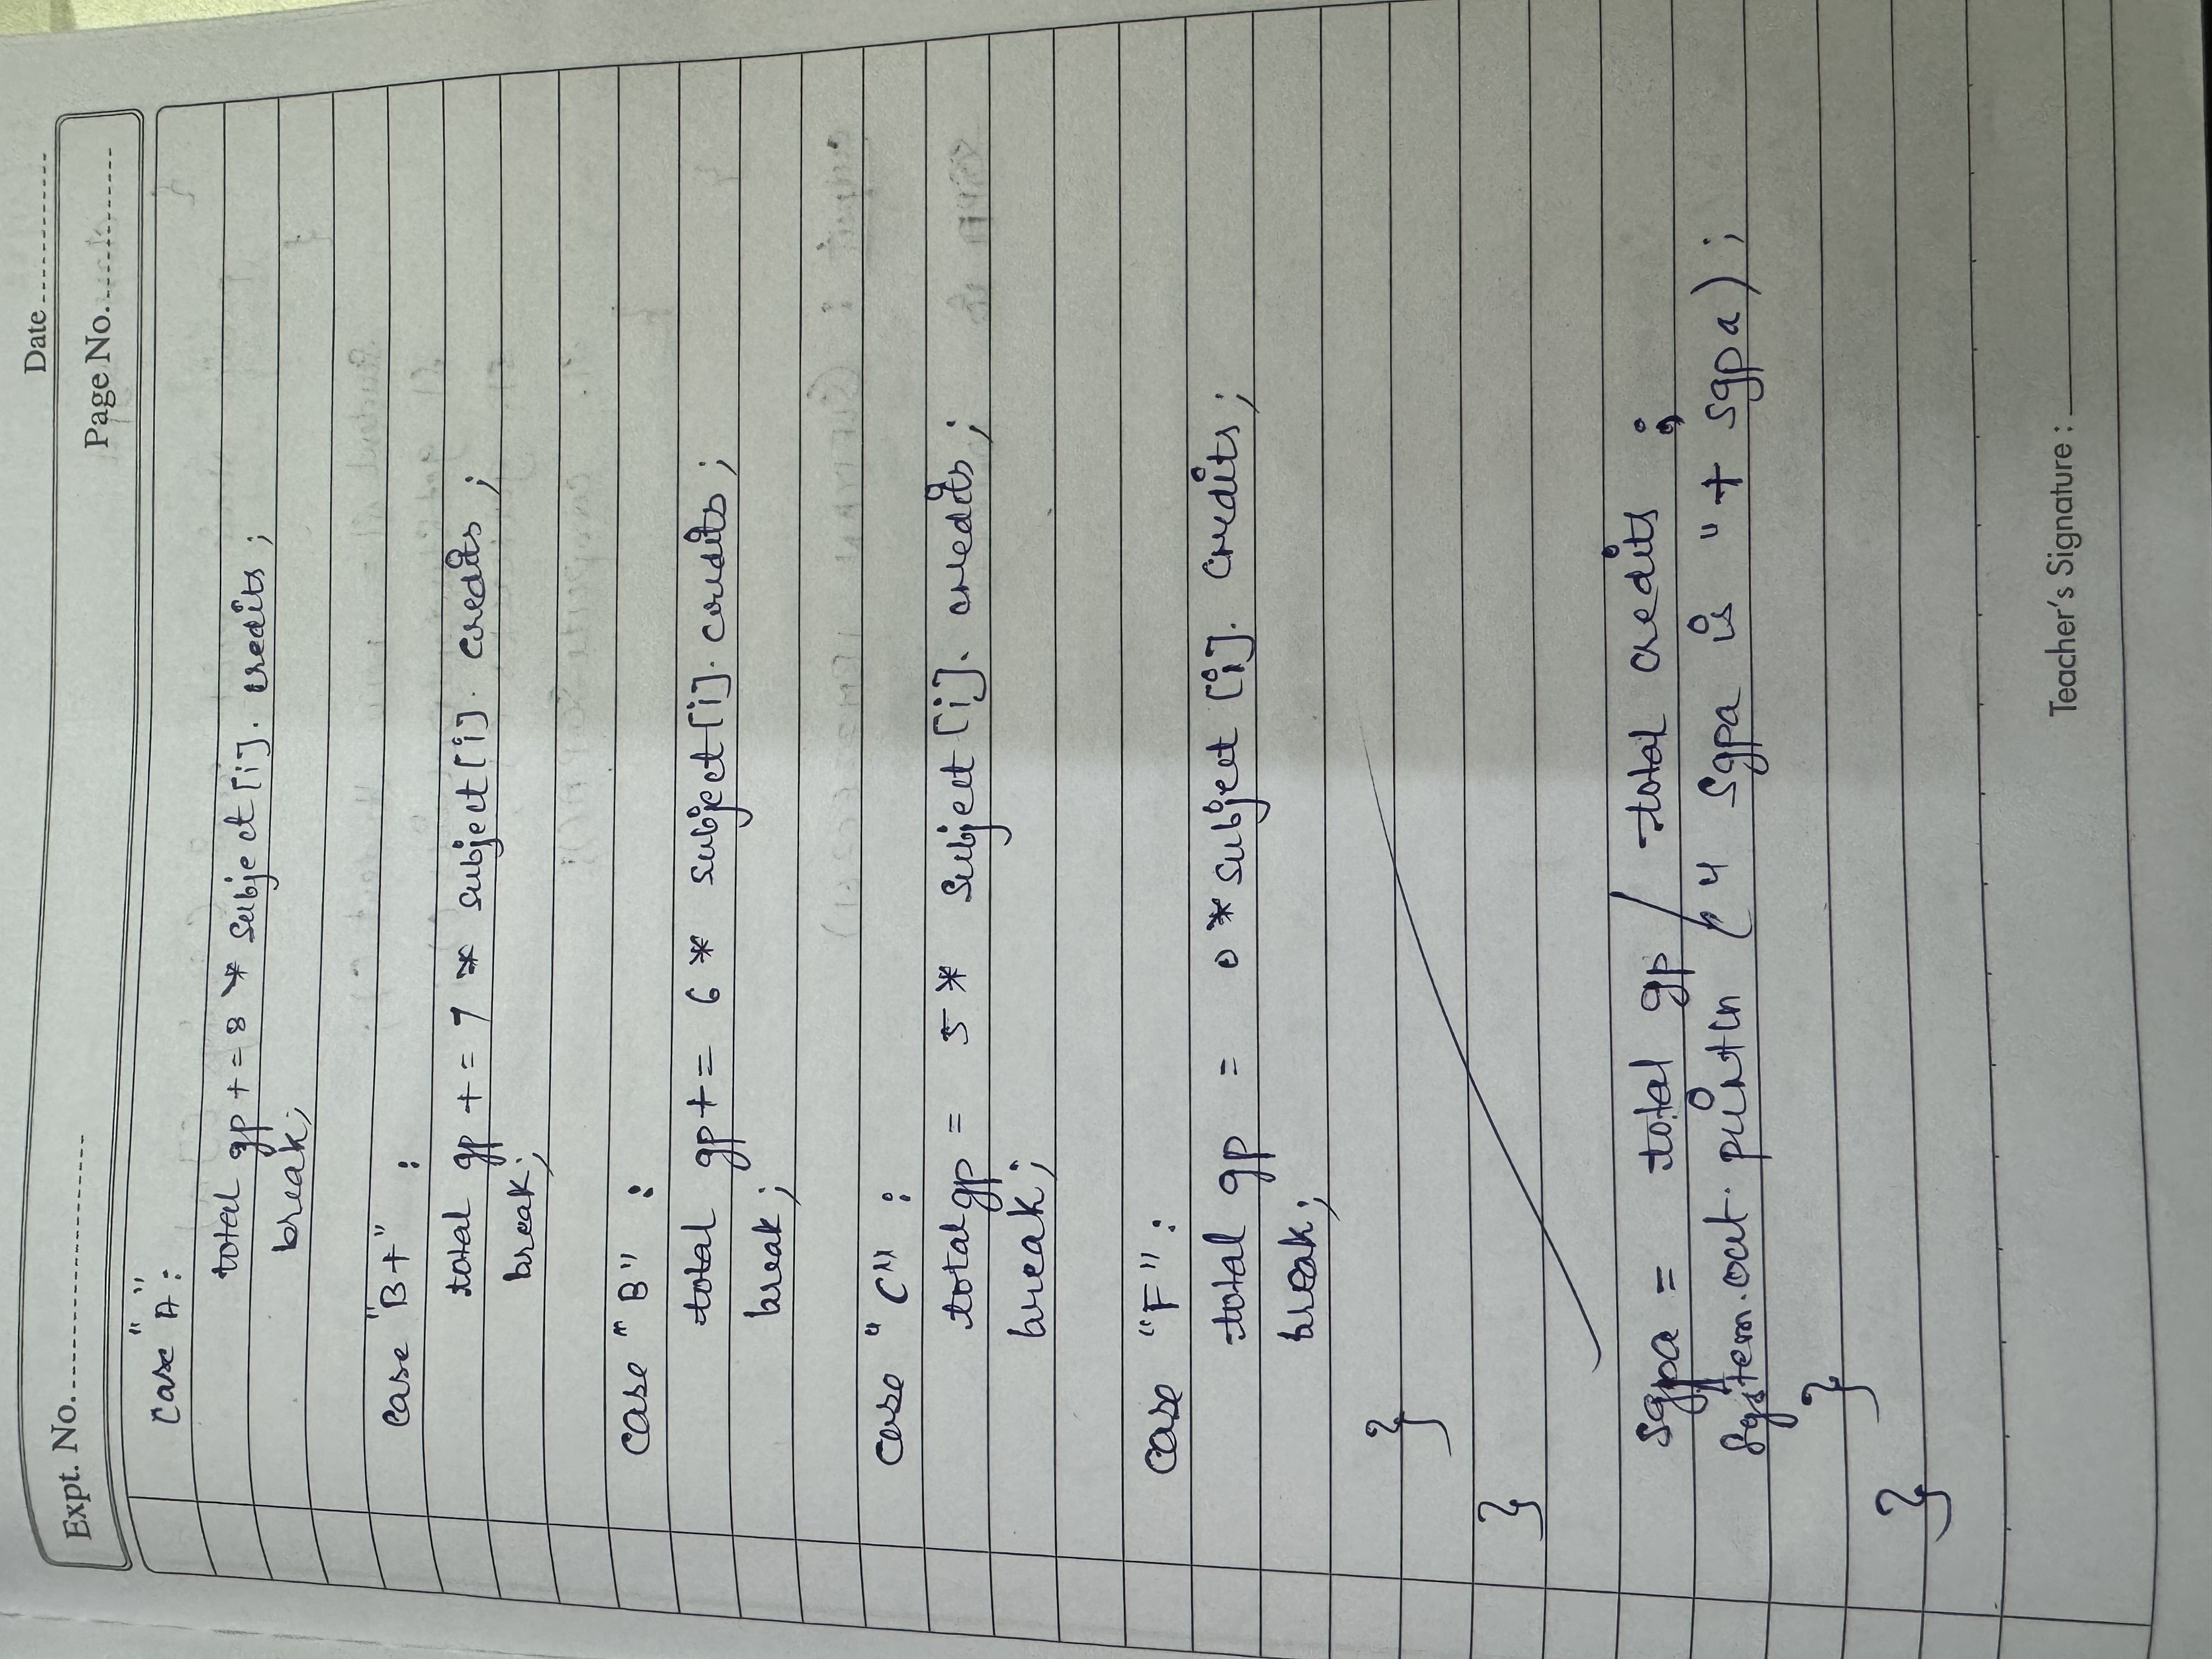 Date
Expt. No.
Page No.
case "A":
total gp += 8 * subject[i]. credits;
break;
case "B+" :
total gp += 7 * subject[i]. credits;
break;
case "B" :
total gp += 6 * subject[i]. credits;
break;
case "C" :
totalgp = 5 * subject[i]. credits;
break;
case "F":
total gp = 0 * subject [i]. credits;
break;
}
}
sgpa = total gp / total credits ;
System.out.println (" Sgpa is "+ sgpa);
}
}
Teacher's Signature :